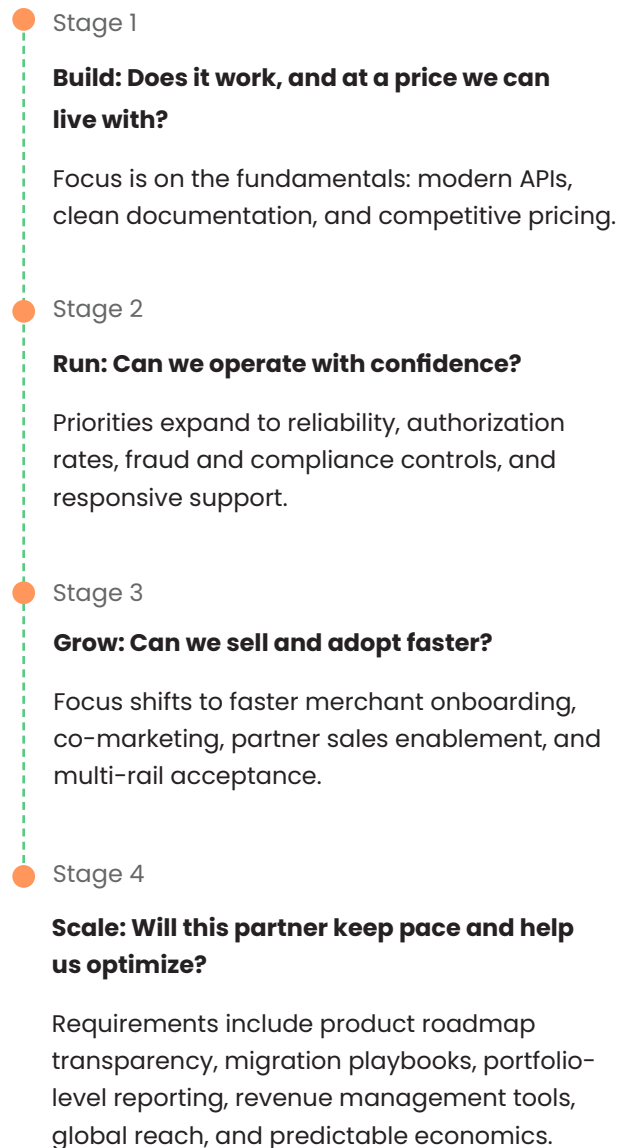 Stage 1
Build: Does it work, and at a price we can
live with?
Focus is on the fundamentals: modern APIs,
clean documentation, and competitive pricing.
Stage 2
Run: Can we operate with confidence?
Priorities expand to reliability, authorization
rates, fraud and compliance controls, and
responsive support.
Stage 3
Grow: Can we sell and adopt faster?
Focus shifts to faster merchant onboarding,
co-marketing, partner sales enablement, and
multi-rail acceptance.
Stage 4
Scale: Will this partner keep pace and help
us optimize?
Requirements include product roadmap
transparency, migration playbooks, portfolio-
level reporting, revenue management tools,
global reach, and predictable economics.